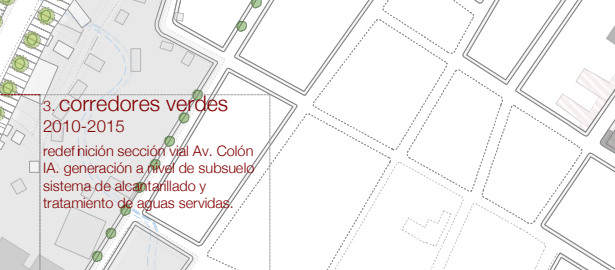 3. corredores verdes
2010-2015
redefinición sección vial Av. Colón
IA. generación a nivel de subsuelo
sistema de alcantarillado y
tratamiento de aguas servidas.